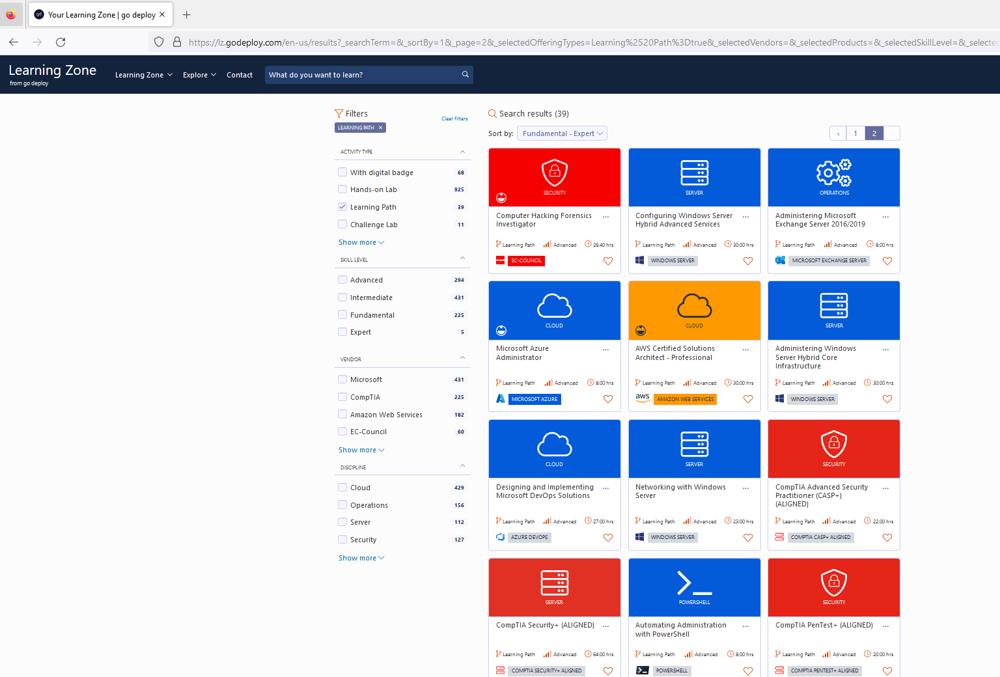 Your Learning Zone | go deploy
https://lz.godeploy.com/en-us/results?_searchTerm=&_sortBy=1&_page=2&_selectedOfferingTypes=Learning%2520Path%3Dtrue&_selectedVendors=&_selectedProducts=&_selectedSkillLevel=&_selected
Learning Zone
from go deploy
Learning Zone Explore Contact What do you want to learn?
Filters
Clear filters
LEARNING PATH ×
ACTIVITY TYPE
With digital badge 68
Hands-on Lab 925
Learning Path 39
Challenge Lab 11
Show more
SKILL LEVEL
Advanced 294
Intermediate 431
Fundamental 225
Expert 5
VENDOR
Microsoft 431
CompTIA 225
Amazon Web Services 182
EC-Council 60
Show more
DISCIPLINE
Cloud 429
Operations 156
Server 112
Security 127
Show more
Search results (39)
Sort by: Fundamental - Expert
‹ 1 2
SECURITY
Computer Hacking Forensics
Investigator
...
Learning Path Advanced 26:40 hrs
EC-COUNCIL
SERVER
Configuring Windows Server
Hybrid Advanced Services
...
Learning Path Advanced 30:00 hrs
WINDOWS SERVER
OPERATIONS
Administering Microsoft
Exchange Server 2016/2019
...
Learning Path Advanced 8:00 hrs
MICROSOFT EXCHANGE SERVER
CLOUD
Microsoft Azure
Administrator
...
Learning Path Advanced 8:00 hrs
MICROSOFT AZURE
CLOUD
AWS Certified Solutions
Architect - Professional
...
Learning Path Advanced 30:00 hrs
aws AMAZON WEB SERVICES
SERVER
Administering Windows
Server Hybrid Core
Infrastructure
...
Learning Path Advanced 30:00 hrs
WINDOWS SERVER
CLOUD
Designing and Implementing
Microsoft DevOps Solutions
...
Learning Path Advanced 27:00 hrs
AZURE DEVOPS
SERVER
Networking with Windows
Server
...
Learning Path Advanced 23:00 hrs
WINDOWS SERVER
SECURITY
CompTIA Advanced Security
Practitioner (CASP+)
(ALIGNED)
...
Learning Path Advanced 22:00 hrs
COMPTIA CASP+ ALIGNED
SERVER
CompTIA Security+ (ALIGNED)
...
Learning Path Advanced 64:00 hrs
COMPTIA SECURITY+ ALIGNED
POWERSHELL
Automating Administration
with PowerShell
...
Learning Path Advanced 8:00 hrs
POWERSHELL
SECURITY
CompTIA PenTest+ (ALIGNED)
...
Learning Path Advanced 20:00 hrs
COMPTIA PENTEST+ ALIGNED